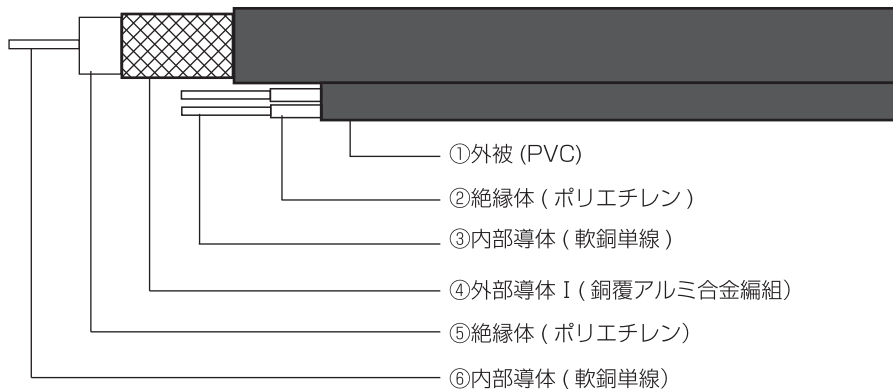 ①外被 (PVC)
②絶縁体 ( ポリエチレン )
③内部導体 ( 軟銅単線 )
④外部導体 I ( 銅覆アルミ合金編組）
⑤絶縁体 ( ポリエチレン）
⑥内部導体 ( 軟銅単線）